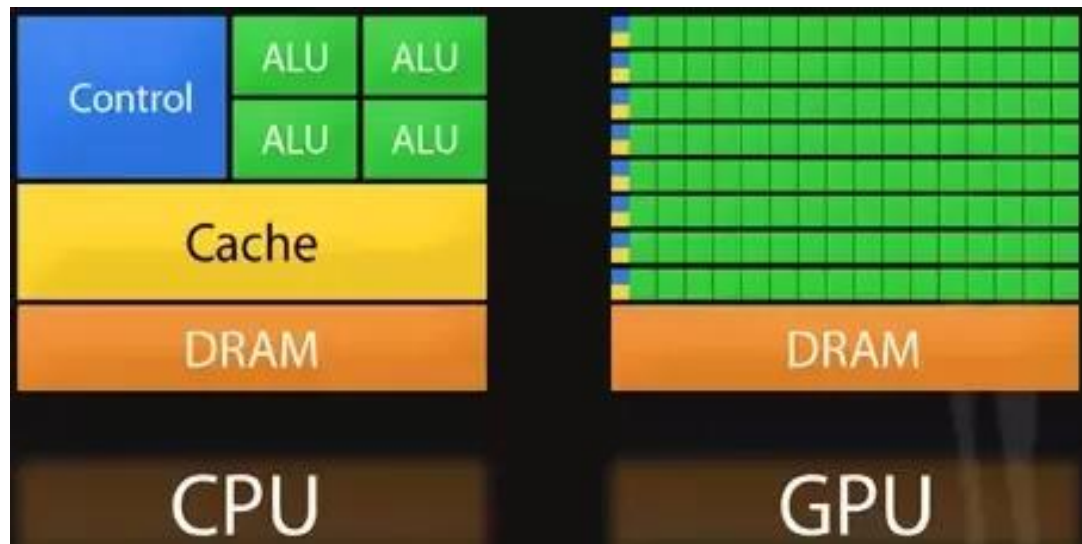 Control
ALU ALU
ALU ALU
Cache
DRAM
DRAM
CPU
GPU